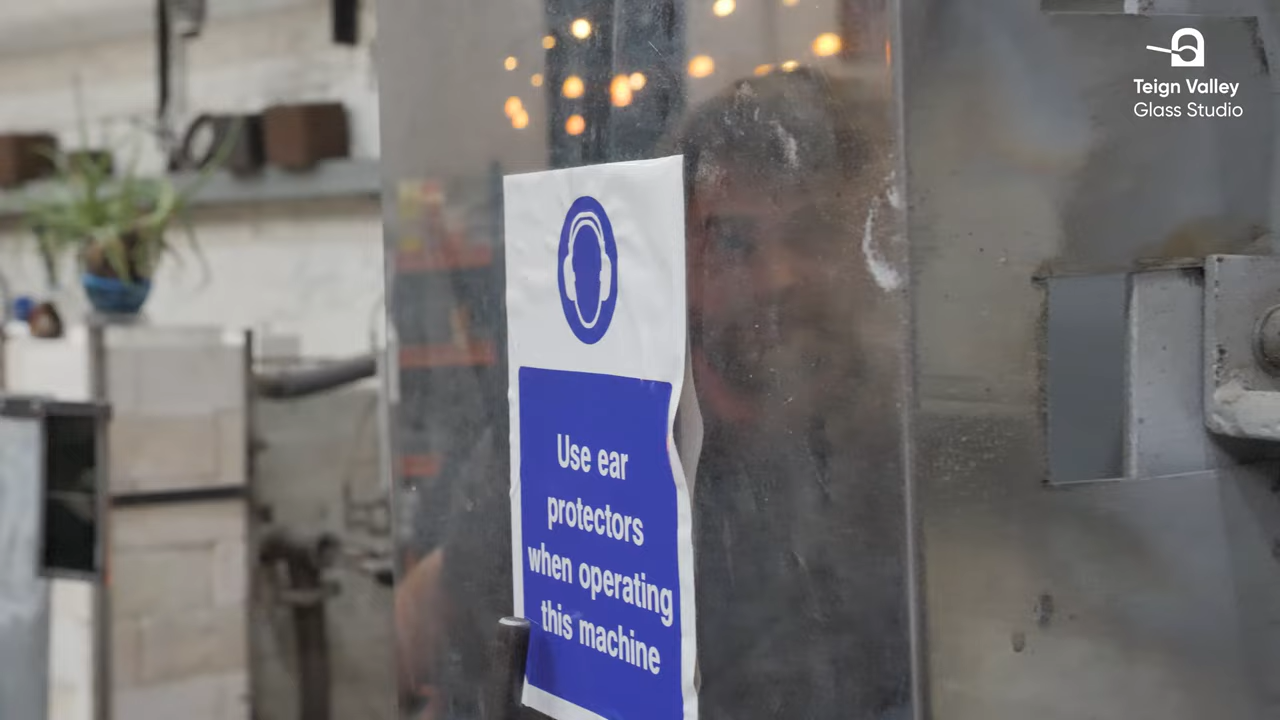 Teign Valley
Glass Studio
Use ear
protectors
when operating
this machine